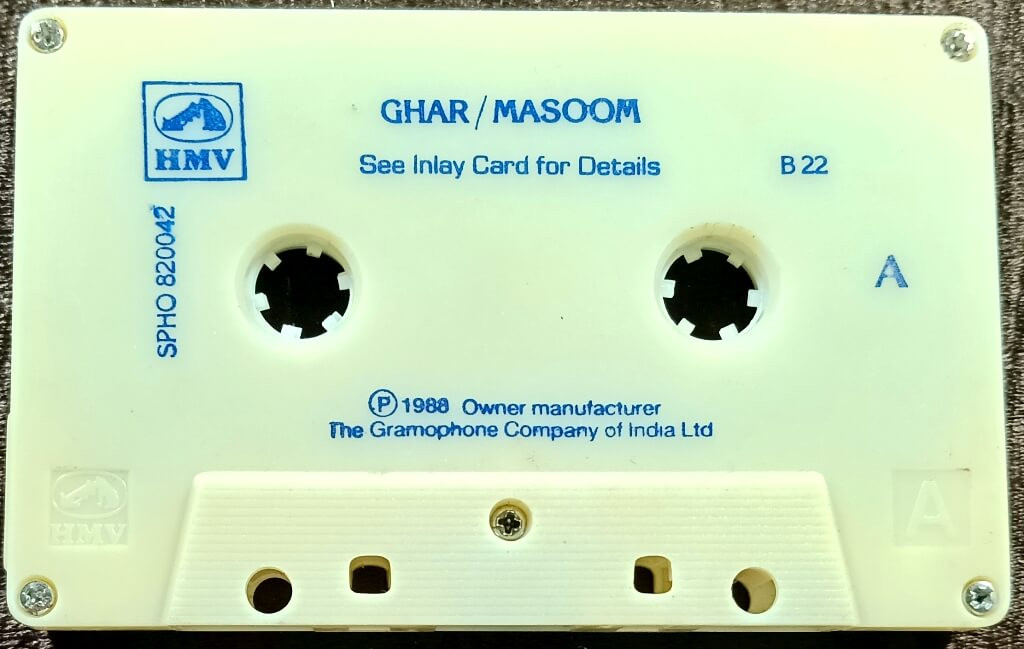 HMV
GHAR/MASOOM
See Inlay Card for Details
B 22
SPHO 820042
A
℗ 1988 Owner manufacturer
The Gramophone Company of India Ltd
HMV
A